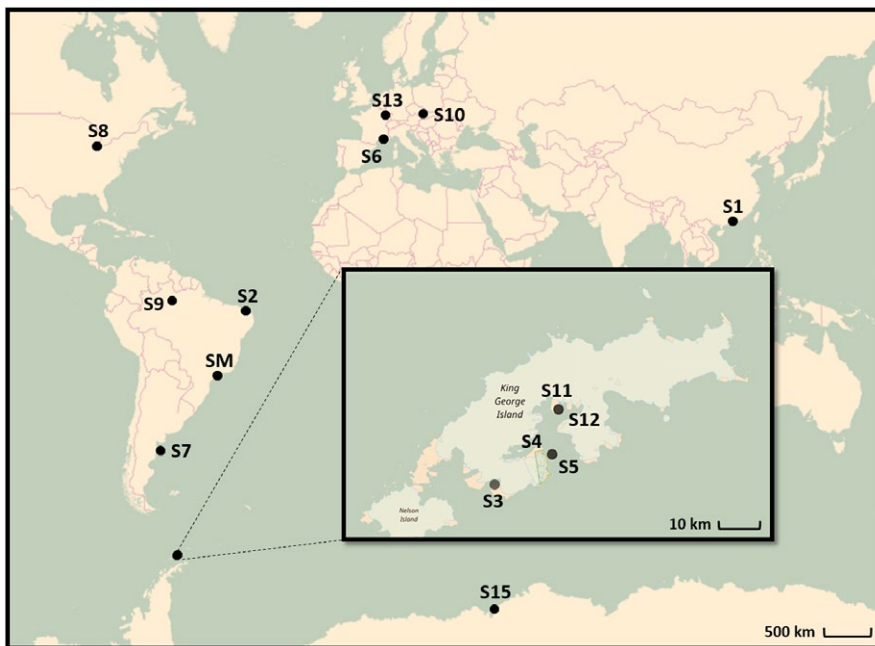 S13
S10
S8
S6
S1
S9
S2
SM
S7
King
George
Island
S11
S12
S4
S5
S3
Nelson
Island
10 km
S15
500 km